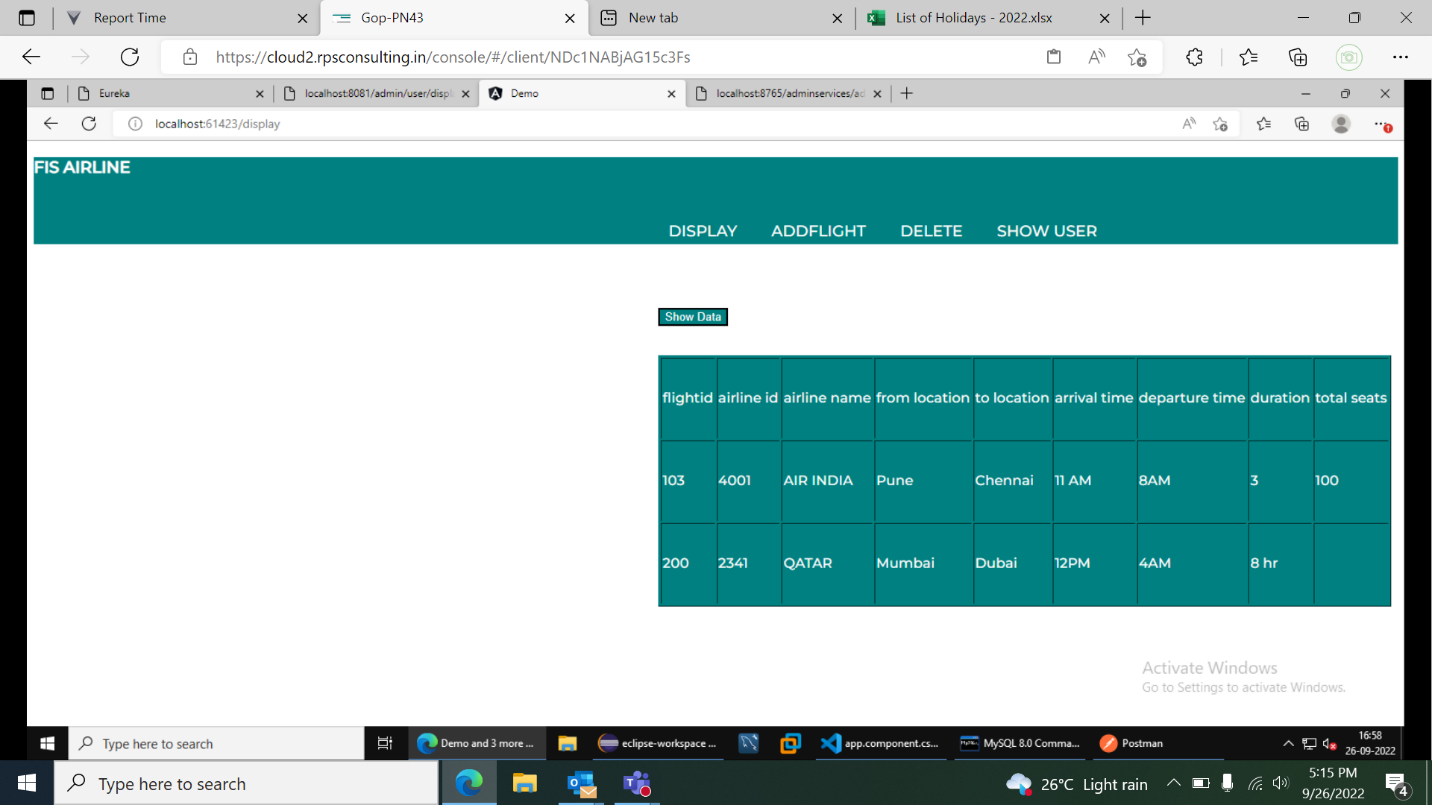 Report Time
Gop-PN43
New tab
List of Holidays - 2022.xlsx
https://cloud2.rpsconsulting.in/console/#/client/NDc1NABjAG15c3Fs
Eureka
localhost:8081/admin/user/displ
Demo
localhost:8765/adminservices/ad
localhost:61423/display
FIS AIRLINE
DISPLAY ADDFLIGHT DELETE SHOW USER
Show Data
flightid airline id airline name from location to location arrival time departure time duration total seats
103 4001 AIR INDIA Pune Chennai 11 AM 8AM 3 100
200 2341 QATAR Mumbai Dubai 12PM 4AM 8 hr
Activate Windows
Go to Settings to activate Windows.
Type here to search
Demo and 3 more ...
eclipse-workspace ...
app.component.cs...
MySQL 8.0 Comma...
Postman
16:58
26-09-2022
Type here to search
26°C Light rain
5:15 PM
9/26/2022
4